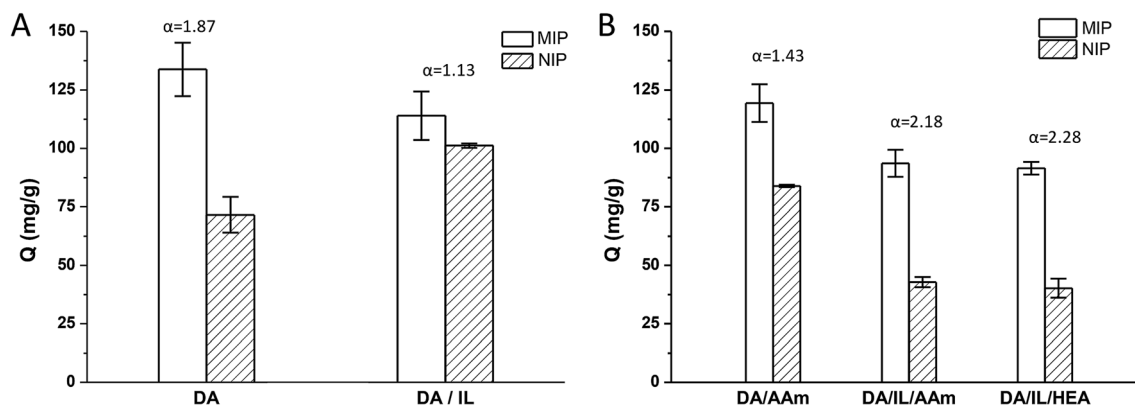 A
α=1.87
α=1.13
MIP
NIP
150
125
100
75
50
25
0
Q (mg/g)
DA
DA / IL
B
α=1.43
α=2.18
α=2.28
MIP
NIP
150
125
100
75
50
25
0
Q (mg/g)
DA/AAm
DA/IL/AAm
DA/IL/HEA